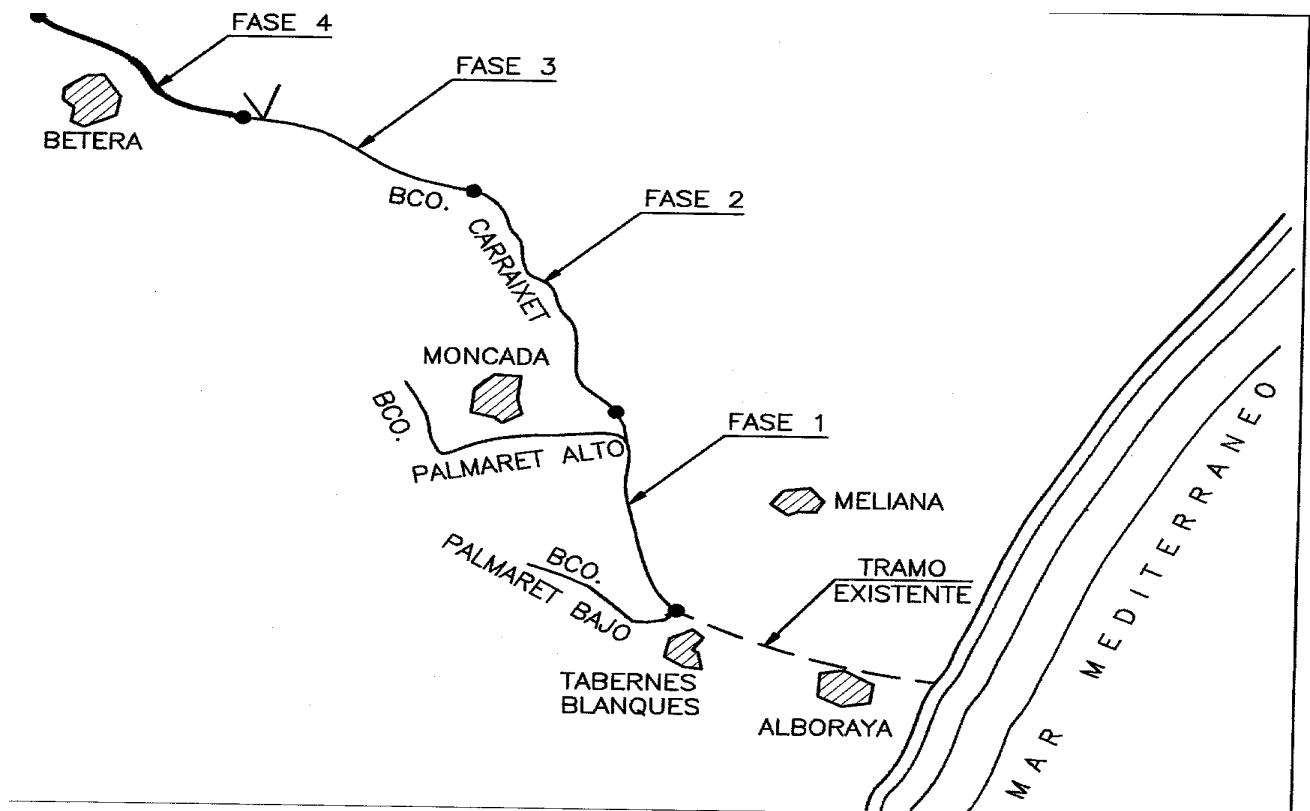 FASE 4
FASE 3
BETERA
BCO.
FASE 2
CARRAIXET
MONCADA
BCO.
FASE 1
PALMARET ALTO
MELIANA
BCO.
PALMARET BAJO
TRAMO
EXISTENTE
TABERNES
BLANQUES
ALBORAYA
MAR MEDITERRANEO